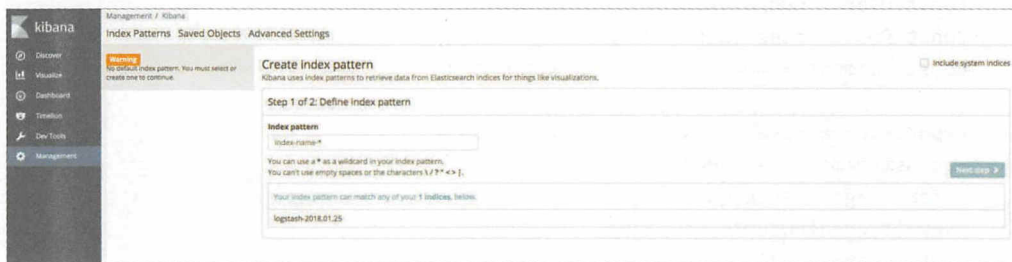 kibana
Discover
Visualize
Dashboard
Timelion
Dev Tools
Management
Management / Kibana
Index Patterns Saved Objects Advanced Settings
Warning
No default index pattern. You must select or
create one to continue.
Create index pattern
Kibana uses index patterns to retrieve data from Elasticsearch indices for things like visualizations.
Include system indices
Step 1 of 2: Define index pattern
Index pattern
index-name-*
You can use a * as a wildcard in your index pattern.
You can't use empty spaces or the characters \ / ? " < > |.
Next step >
Your index pattern can match any of your 1 indices, below.
logstash-2018.01.25